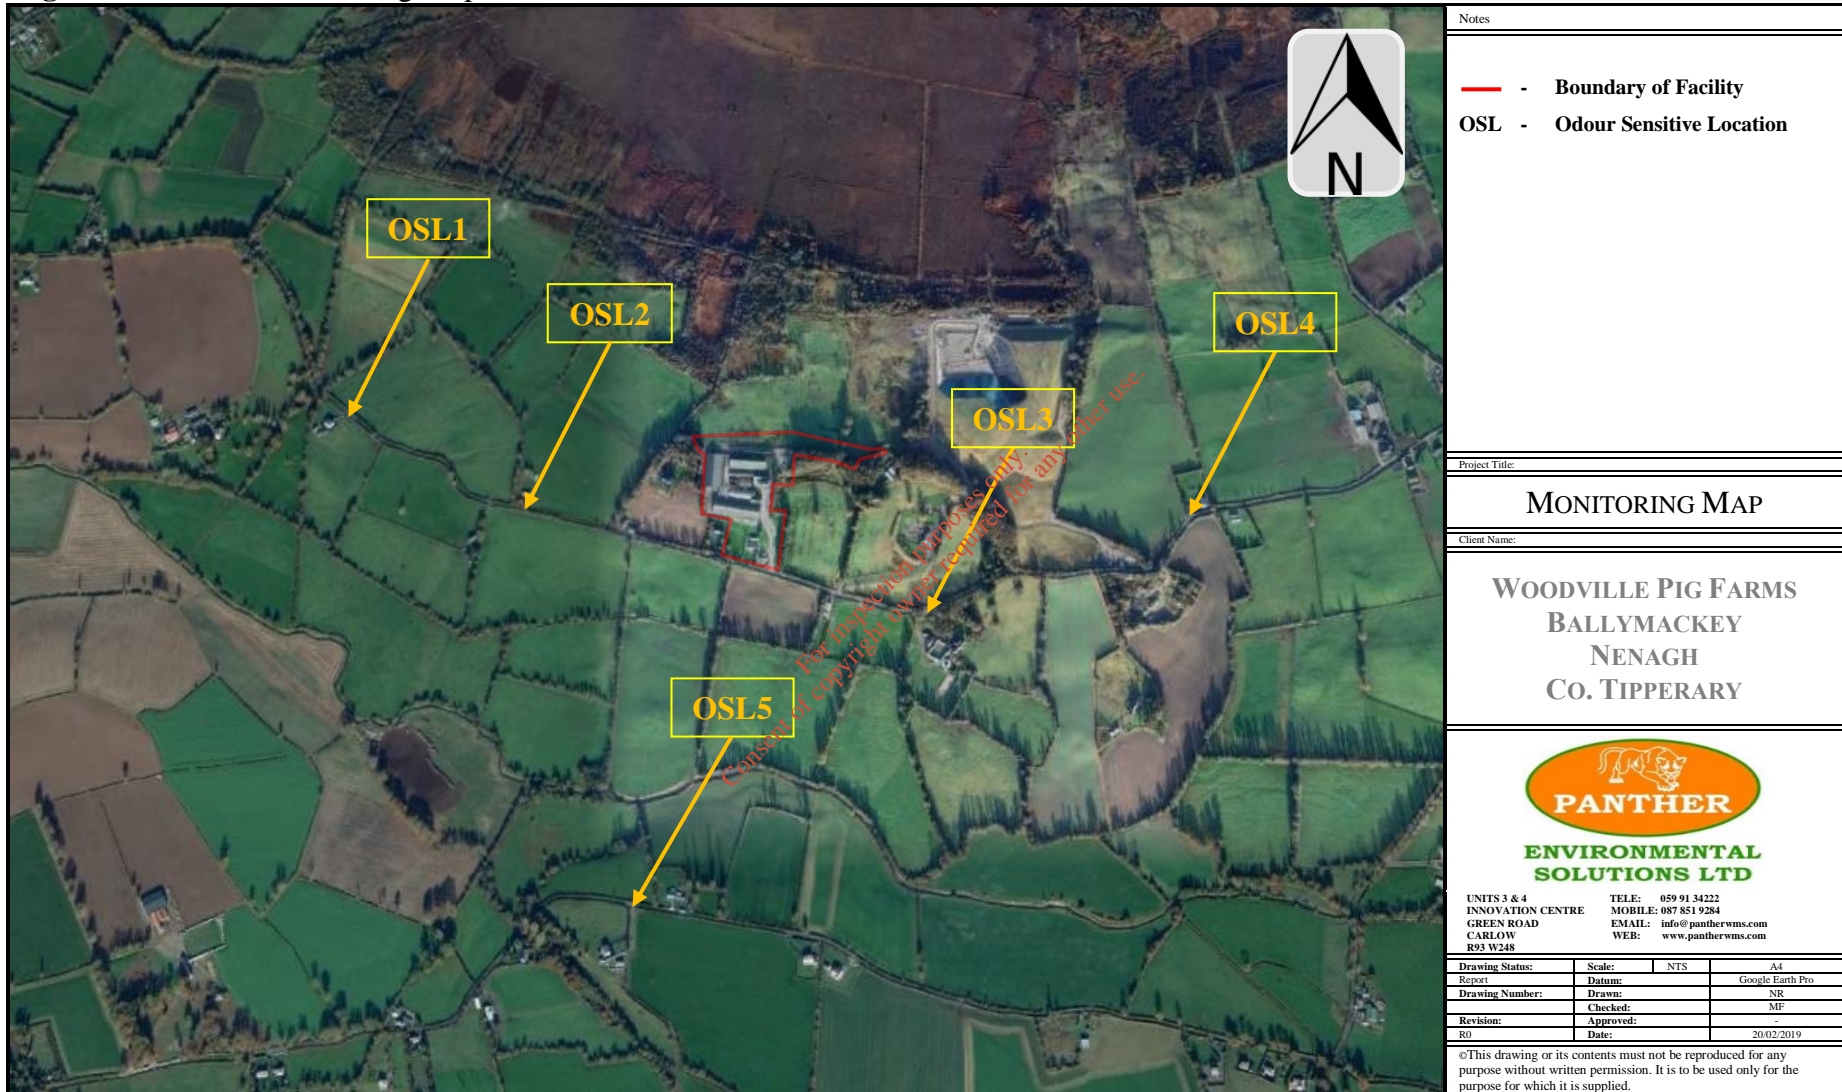 Notes
- Boundary of Facility
OSL - Odour Sensitive Location
OSL1
OSL2
OSL3
OSL4
OSL5
N
For inspection purposes only.
Consent of copyright owner required for any other use.
Project Title:
MONITORING MAP
Client Name:
WOODVILLE PIG FARMS
BALLYMACKEY
NENAGH
CO. TIPPERARY
PANTHER
ENVIRONMENTAL
SOLUTIONS LTD
UNITS 3 & 4 TELE: 059 91 34222
INNOVATION CENTRE MOBILE: 087 851 9284
GREEN ROAD EMAIL: info@pantherwms.com
CARLOW WEB: www.pantherwms.com
R93 W248
Drawing Status: Scale: NTS A4
Report Datum: Google Earth Pro
Drawing Number: Drawn: NR
Checked: MF
Revision: Approved: -
R0 Date: 20/02/2019
©This drawing or its contents must not be reproduced for any
purpose without written permission. It is to be used only for the
purpose for which it is supplied.